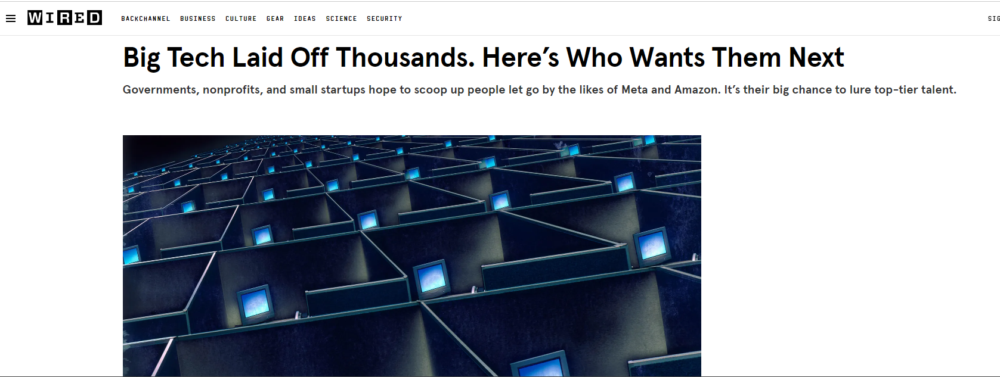 WIRED
BACKCHANNEL BUSINESS CULTURE GEAR IDEAS SCIENCE SECURITY
Big Tech Laid Off Thousands. Here’s Who Wants Them Next
Governments, nonprofits, and small startups hope to scoop up people let go by the likes of Meta and Amazon. It’s their big chance to lure top-tier talent.